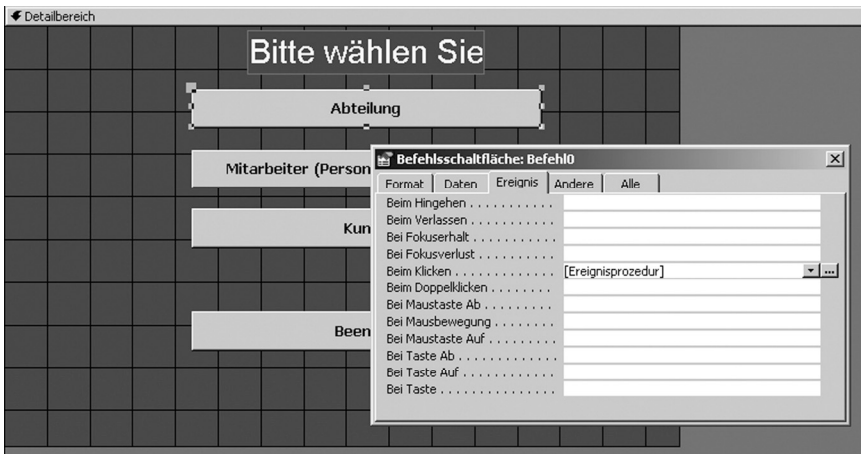 Detailbereich
Bitte wählen Sie
Abteilung
Mitarbeiter (Person
Kun
Been
Befehlsschaltfläche: Befehl0
Format Daten Ereignis Andere Alle
Beim Hingehen . . . . . . . . . . .
Beim Verlassen . . . . . . . . . . .
Bei Fokuserhalt . . . . . . . . . . .
Bei Fokusverlust . . . . . . . . . .
Beim Klicken . . . . . . . . . . . . . [Ereignisprozedur] ...
Beim Doppelklicken . . . . . . . .
Bei Maustaste Ab . . . . . . . . .
Bei Mausbewegung . . . . . . . .
Bei Maustaste Auf . . . . . . . . .
Bei Taste Ab . . . . . . . . . . . . .
Bei Taste Auf . . . . . . . . . . . . .
Bei Taste . . . . . . . . . . . . . . .